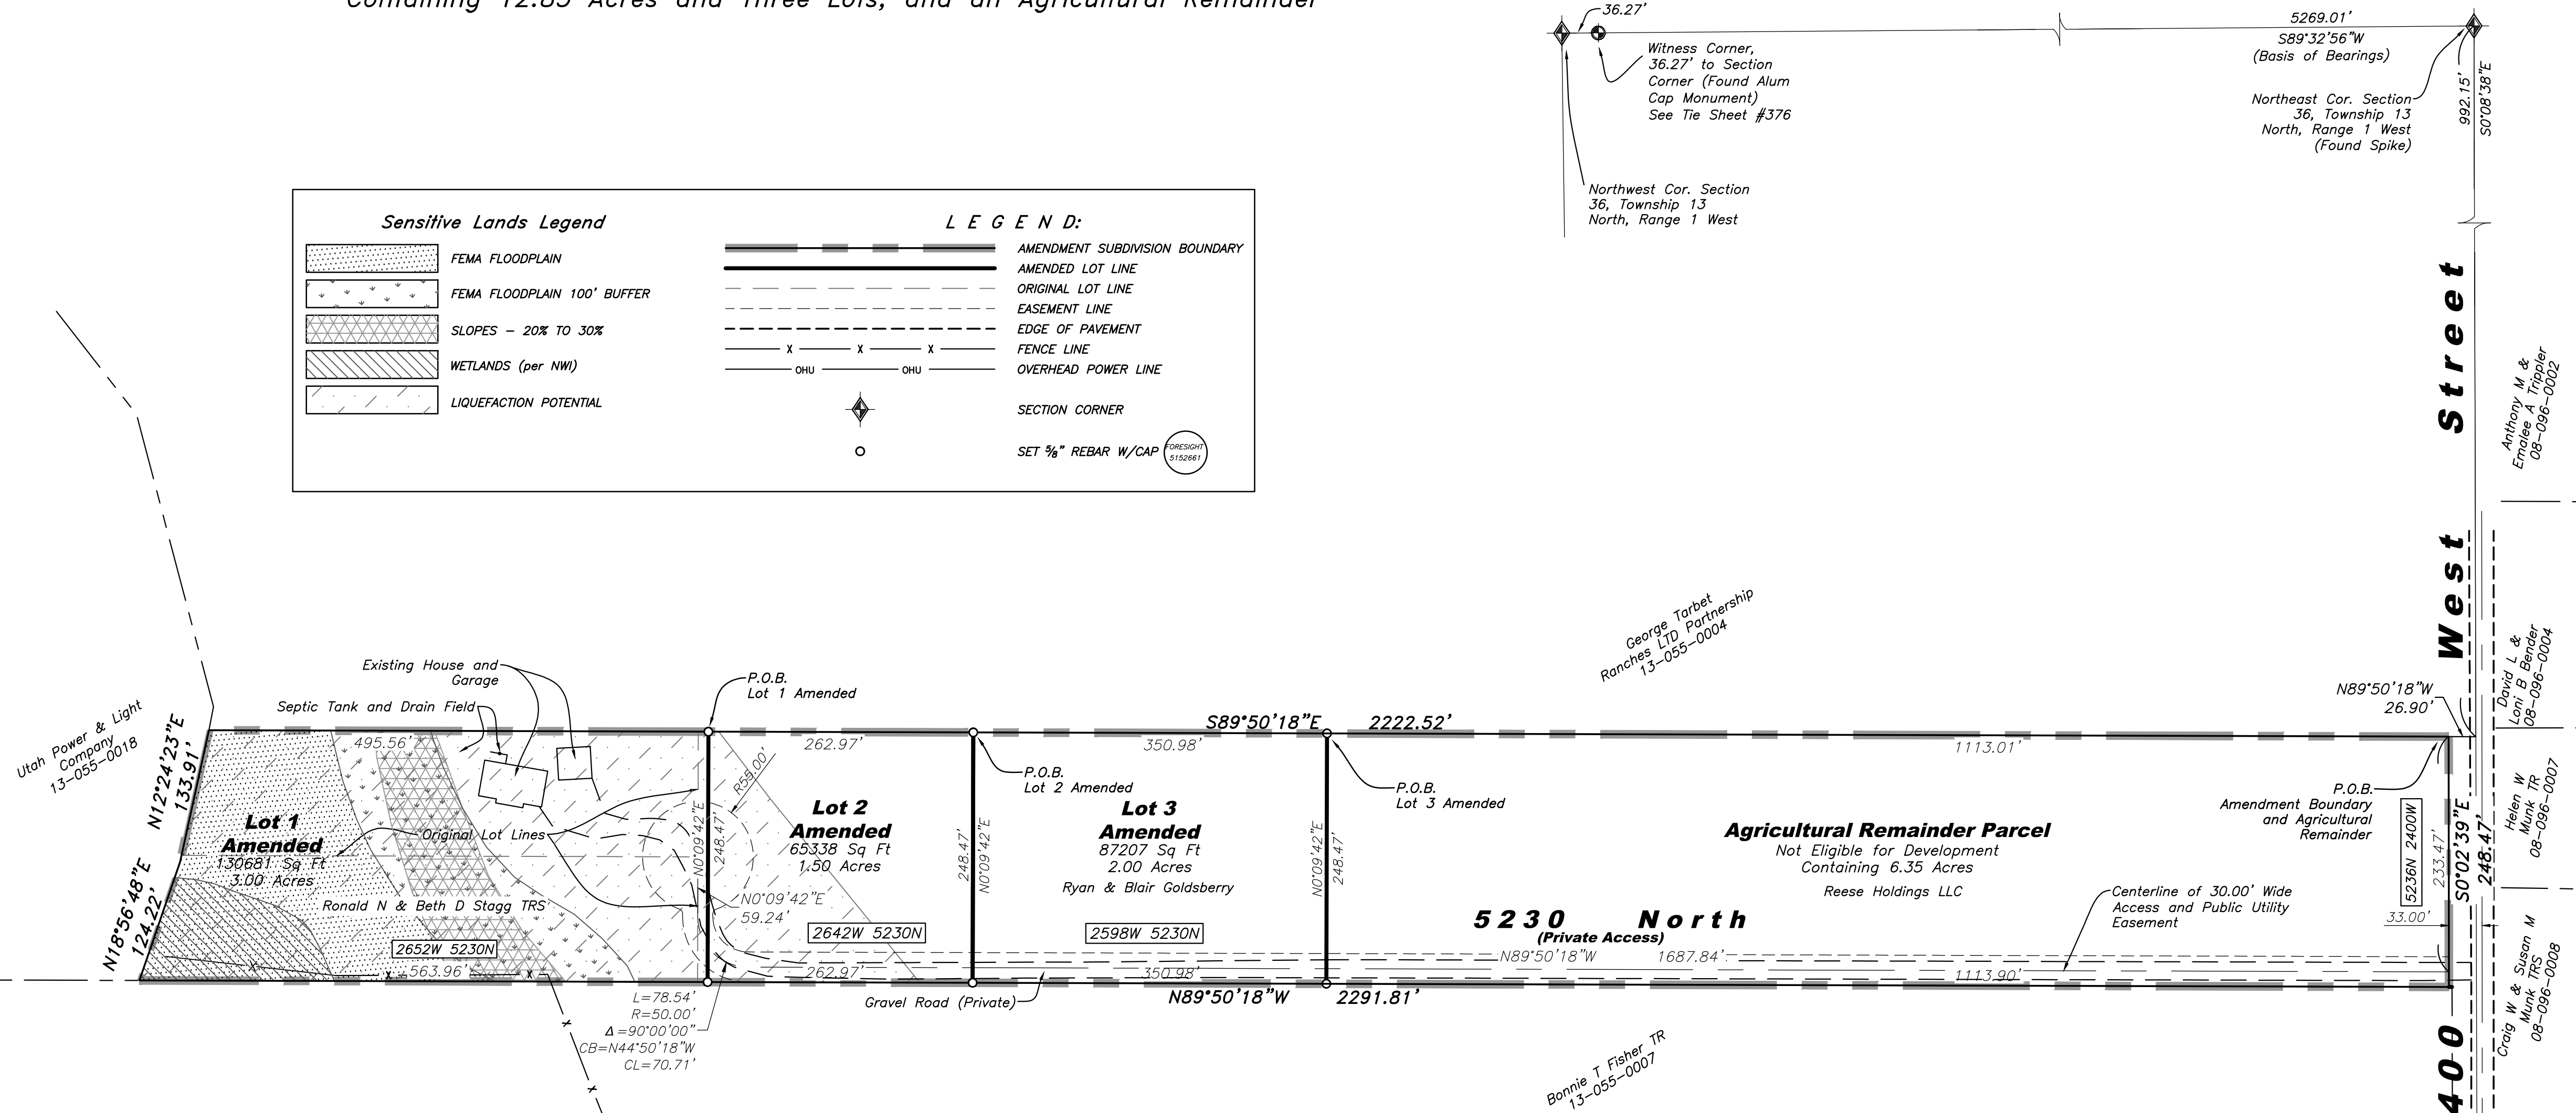 Containing 12.85 Acres and Three Lots, and an Agricultural Remainder
36.27'
Witness Corner,
36.27' to Section
Corner (Found Alum
Cap Monument)
See Tie Sheet #376
Northwest Cor. Section
36, Township 13
North, Range 1 West
5269.01'
S89°32'56"W
(Basis of Bearings)
Northeast Cor. Section
36, Township 13
North, Range 1 West
(Found Spike)
992.15'
S0°08'38"E
Sensitive Lands Legend
FEMA FLOODPLAIN
FEMA FLOODPLAIN 100' BUFFER
SLOPES - 20% TO 30%
WETLANDS (per NWI)
LIQUEFACTION POTENTIAL
L E G E N D:
AMENDMENT SUBDIVISION BOUNDARY
AMENDED LOT LINE
ORIGINAL LOT LINE
EASEMENT LINE
EDGE OF PAVEMENT
X X X
FENCE LINE
OHU OHU
OVERHEAD POWER LINE
SECTION CORNER
SET 5/8" REBAR W/CAP
FORESIGHT
5152661
400 West Street
Anthony M &
Emalee A Trippler
08-096-0002
David L &
Loni B Bender
08-096-0004
Helen W
Munk TR
08-096-0007
Craig W & Susan M
Munk TRS
08-096-0008
Utah Power & Light
Company
13-055-0018
George Tarbet
Ranches LTD Partnership
13-055-0004
Bonnie T Fisher TR
13-055-0007
Existing House and
Garage
Septic Tank and Drain Field
P.O.B.
Lot 1 Amended
S89°50'18"E 2222.52'
N89°50'18"W
26.90'
N12°24'23"E
133.91'
N18°56'48"E
124.22'
495.56'
262.97'
350.98'
1113.01'
Lot 1
Amended
130681 Sq Ft
3.00 Acres
Original Lot Lines
Ronald N & Beth D Stagg TRS
2652W 5230N
X
X
563.96'
X
X
X
N0°09'42"E
248.47'
R55.00'
N0°09'42"E
59.24'
Lot 2
Amended
65338 Sq Ft
1.50 Acres
2642W 5230N
262.97'
P.O.B.
Lot 2 Amended
248.47'
N0°09'42"E
Lot 3
Amended
87207 Sq Ft
2.00 Acres
Ryan & Blair Goldsberry
2598W 5230N
350.98'
P.O.B.
Lot 3 Amended
N0°09'42"E
248.47'
Agricultural Remainder Parcel
Not Eligible for Development
Containing 6.35 Acres
Reese Holdings LLC
5230 North
(Private Access)
N89°50'18"W 1687.84'
1113.90'
Centerline of 30.00' Wide
Access and Public Utility
Easement
P.O.B.
Amendment Boundary
and Agricultural
Remainder
5236N 2400W
233.47'
S0°02'39"E
248.47'
33.00'
Gravel Road (Private)
N89°50'18"W 2291.81'
L=78.54'
R=50.00'
Δ=90°00'00"
CB=N44°50'18"W
CL=70.71'